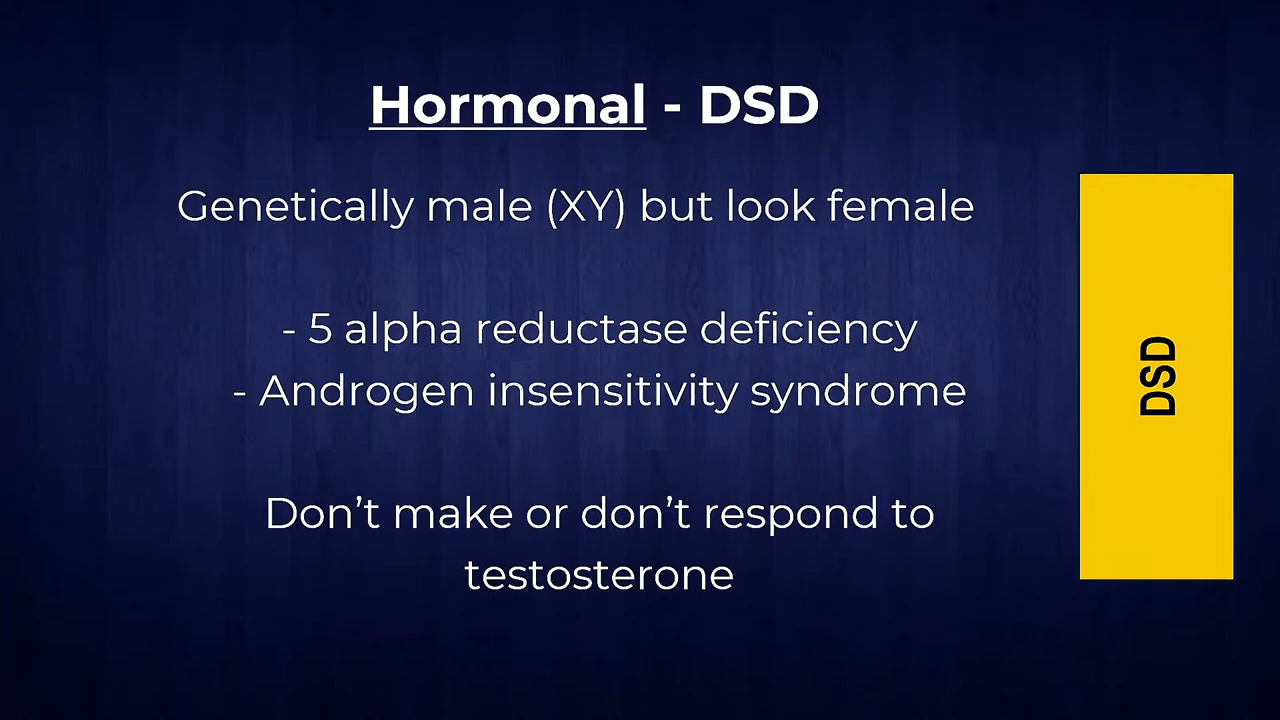 Hormonal - DSD
Genetically male (XY) but look female
- 5 alpha reductase deficiency
- Androgen insensitivity syndrome
Don’t make or don’t respond to
testosterone
DSD